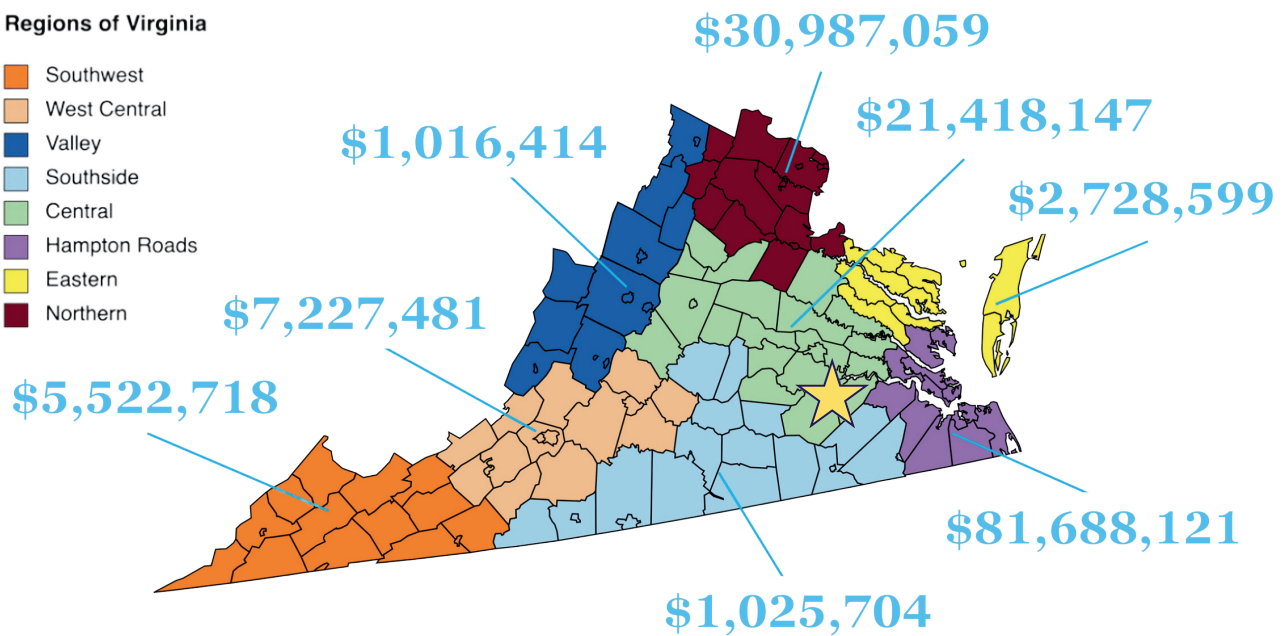 Regions of Virginia
Southwest
West Central
Valley
Southside
Central
Hampton Roads
Eastern
Northern
$30,987,059
$21,418,147
$1,016,414
$2,728,599
$7,227,481
$5,522,718
$81,688,121
$1,025,704